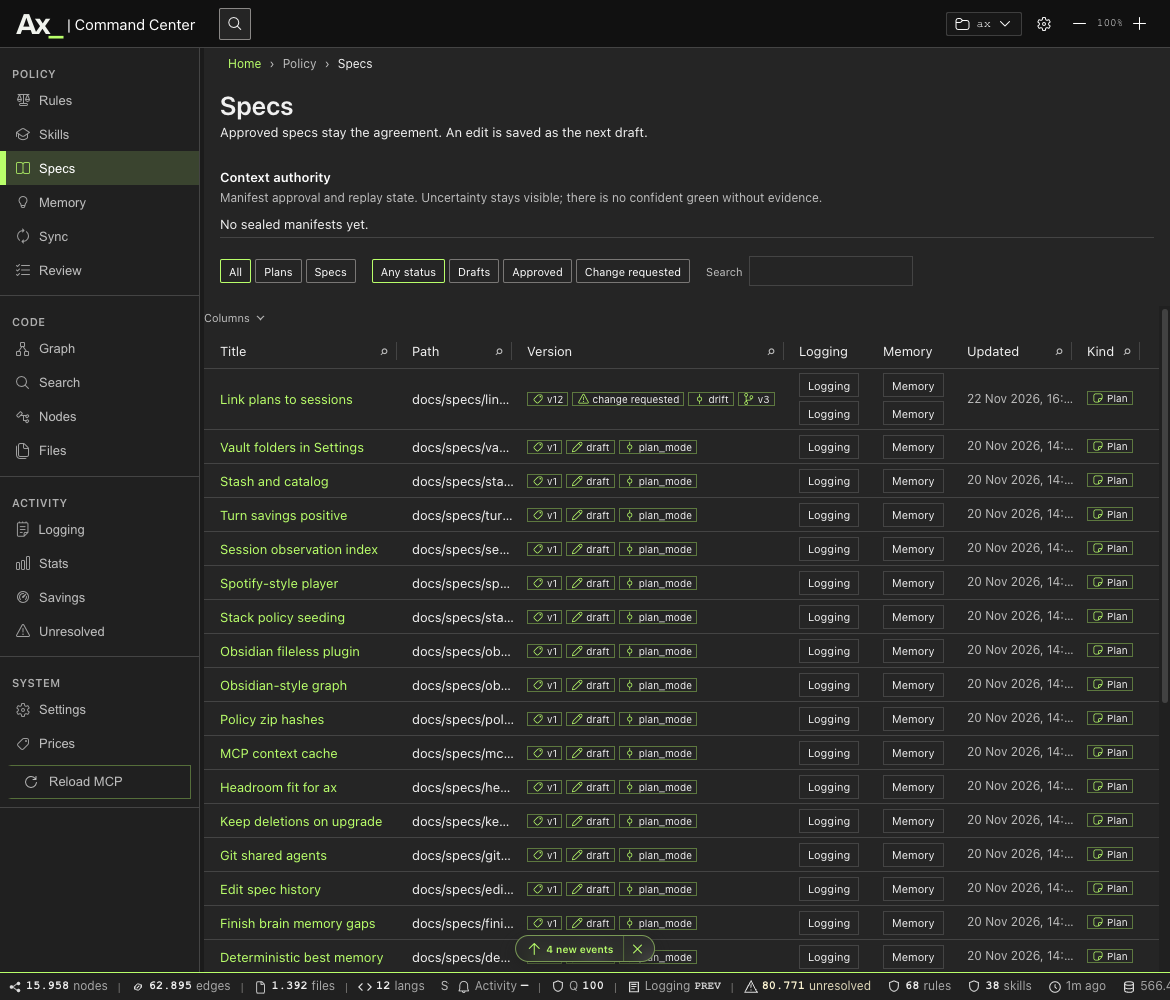 Ax_ | Command Center
ax
100%
POLICY
Rules
Skills
Specs
Memory
Sync
Review
CODE
Graph
Search
Nodes
Files
ACTIVITY
Logging
Stats
Savings
Unresolved
SYSTEM
Settings
Prices
Reload MCP
Home › Policy › Specs
Specs
Approved specs stay the agreement. An edit is saved as the next draft.
Context authority
Manifest approval and replay state. Uncertainty stays visible; there is no confident green without evidence.
No sealed manifests yet.
All Plans Specs Any status Drafts Approved Change requested Search
Columns
Title Path Version Logging Memory Updated Kind
Link plans to sessions docs/specs/lin... v12 change requested drift v3 Logging Logging Memory Memory 22 Nov 2026, 16:... Plan
Vault folders in Settings docs/specs/va... v1 draft plan_mode Logging Memory 20 Nov 2026, 14:... Plan
Stash and catalog docs/specs/sta... v1 draft plan_mode Logging Memory 20 Nov 2026, 14:... Plan
Turn savings positive docs/specs/tur... v1 draft plan_mode Logging Memory 20 Nov 2026, 14:... Plan
Session observation index docs/specs/se... v1 draft plan_mode Logging Memory 20 Nov 2026, 14:... Plan
Spotify-style player docs/specs/sp... v1 draft plan_mode Logging Memory 20 Nov 2026, 14:... Plan
Stack policy seeding docs/specs/sta... v1 draft plan_mode Logging Memory 20 Nov 2026, 14:... Plan
Obsidian fileless plugin docs/specs/ob... v1 draft plan_mode Logging Memory 20 Nov 2026, 14:... Plan
Obsidian-style graph docs/specs/ob... v1 draft plan_mode Logging Memory 20 Nov 2026, 14:... Plan
Policy zip hashes docs/specs/pol... v1 draft plan_mode Logging Memory 20 Nov 2026, 14:... Plan
MCP context cache docs/specs/mc... v1 draft plan_mode Logging Memory 20 Nov 2026, 14:... Plan
Headroom fit for ax docs/specs/he... v1 draft plan_mode Logging Memory 20 Nov 2026, 14:... Plan
Keep deletions on upgrade docs/specs/ke... v1 draft plan_mode Logging Memory 20 Nov 2026, 14:... Plan
Git shared agents docs/specs/git... v1 draft plan_mode Logging Memory 20 Nov 2026, 14:... Plan
Edit spec history docs/specs/edi... v1 draft plan_mode Logging Memory 20 Nov 2026, 14:... Plan
Finish brain memory gaps docs/specs/fini... v1 draft plan_mode Logging Memory 20 Nov 2026, 14:... Plan
Deterministic best memory docs/specs/de... Logging Memory 20 Nov 2026, 14:... Plan
4 new events
15.958 nodes | 62.895 edges | 1.392 files | 12 langs S Activity – | Q 100 | Logging PREV | 80.771 unresolved 68 rules 38 skills 1m ago 566.4